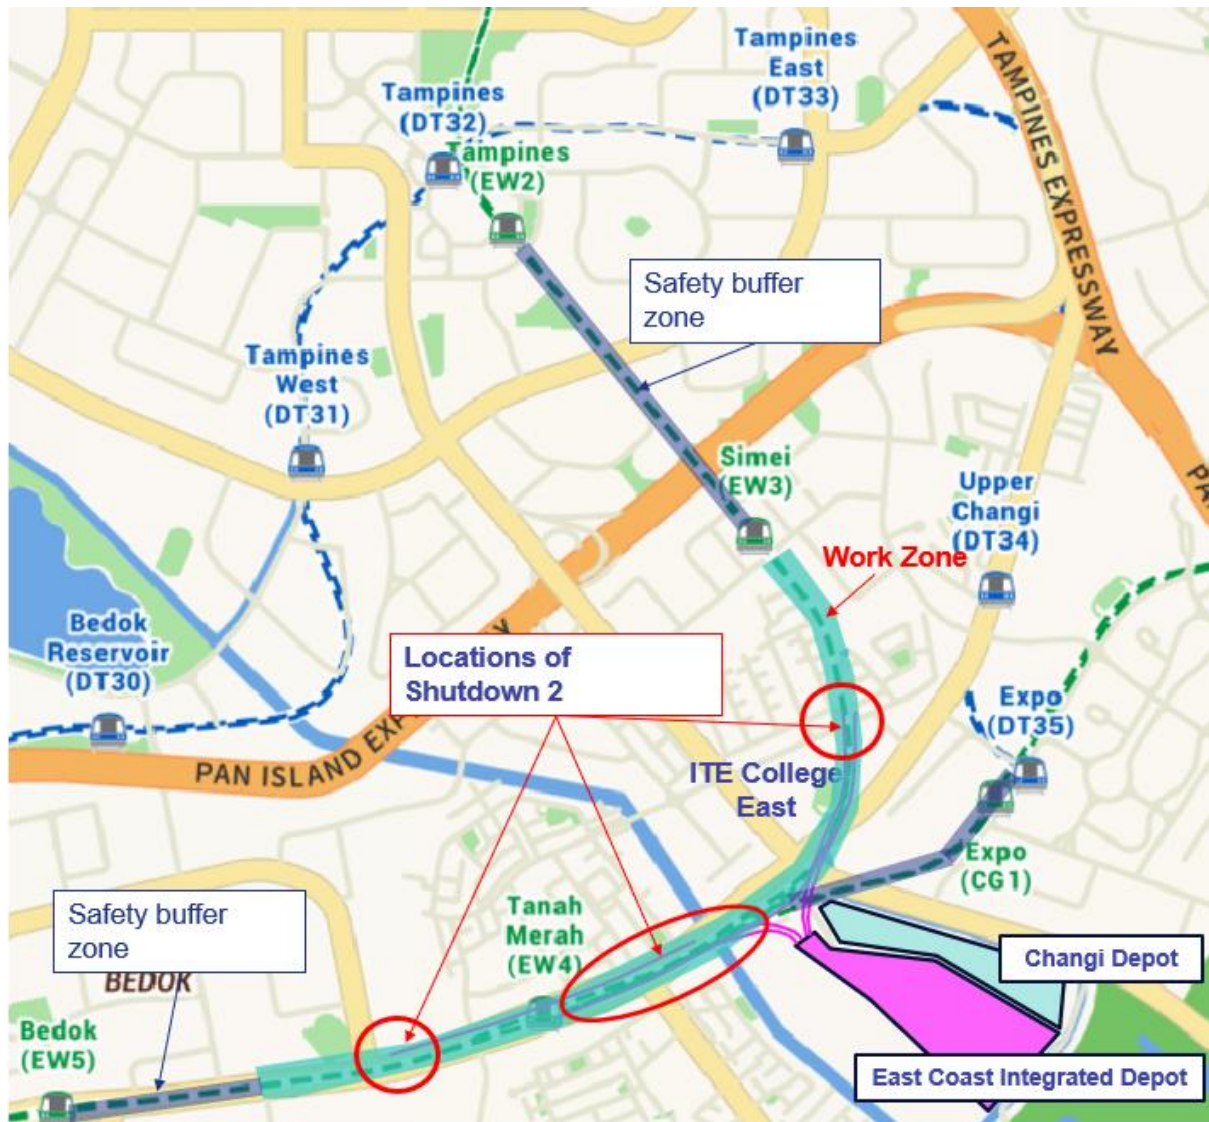 Tampines
East
(DT33)
TAMPINES EXPRESSWAY
Tampines
(DT32)
Tampines
(EW2)
Safety buffer
zone
Tampines
West
(DT31)
Simei
(EW3)
Upper
Changi
(DT34)
Work Zone
Bedok
Reservoir
(DT30)
Locations of
Shutdown 2
Expo
(DT35)
PAN ISLAND EXP
Y
PA
ITE College
East
Expo
(CG1)
Safety buffer
zone
BEDOK
Tanah
Merah
(EW4)
Changi Depot
Bedok
(EW5)
East Coast Integrated Depot